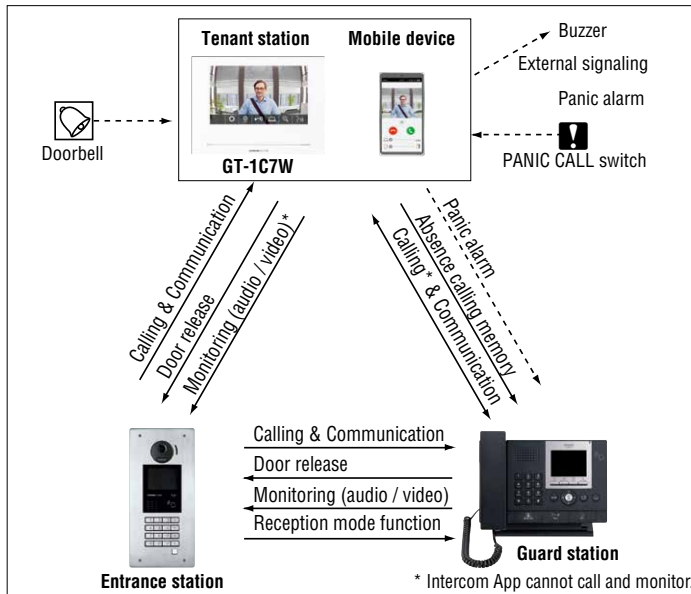 Tenant station
Mobile device
Buzzer
External signaling
Panic alarm
Doorbell
GT-1C7W
PANIC CALL switch
Calling & Communication
Door release
Monitoring (audio / video)*
Panic alarm
Absence calling memory
Calling * & Communication
Calling & Communication
Door release
Monitoring (audio / video)
Reception mode function
Entrance station
Guard station
* Intercom App cannot call and monitor.